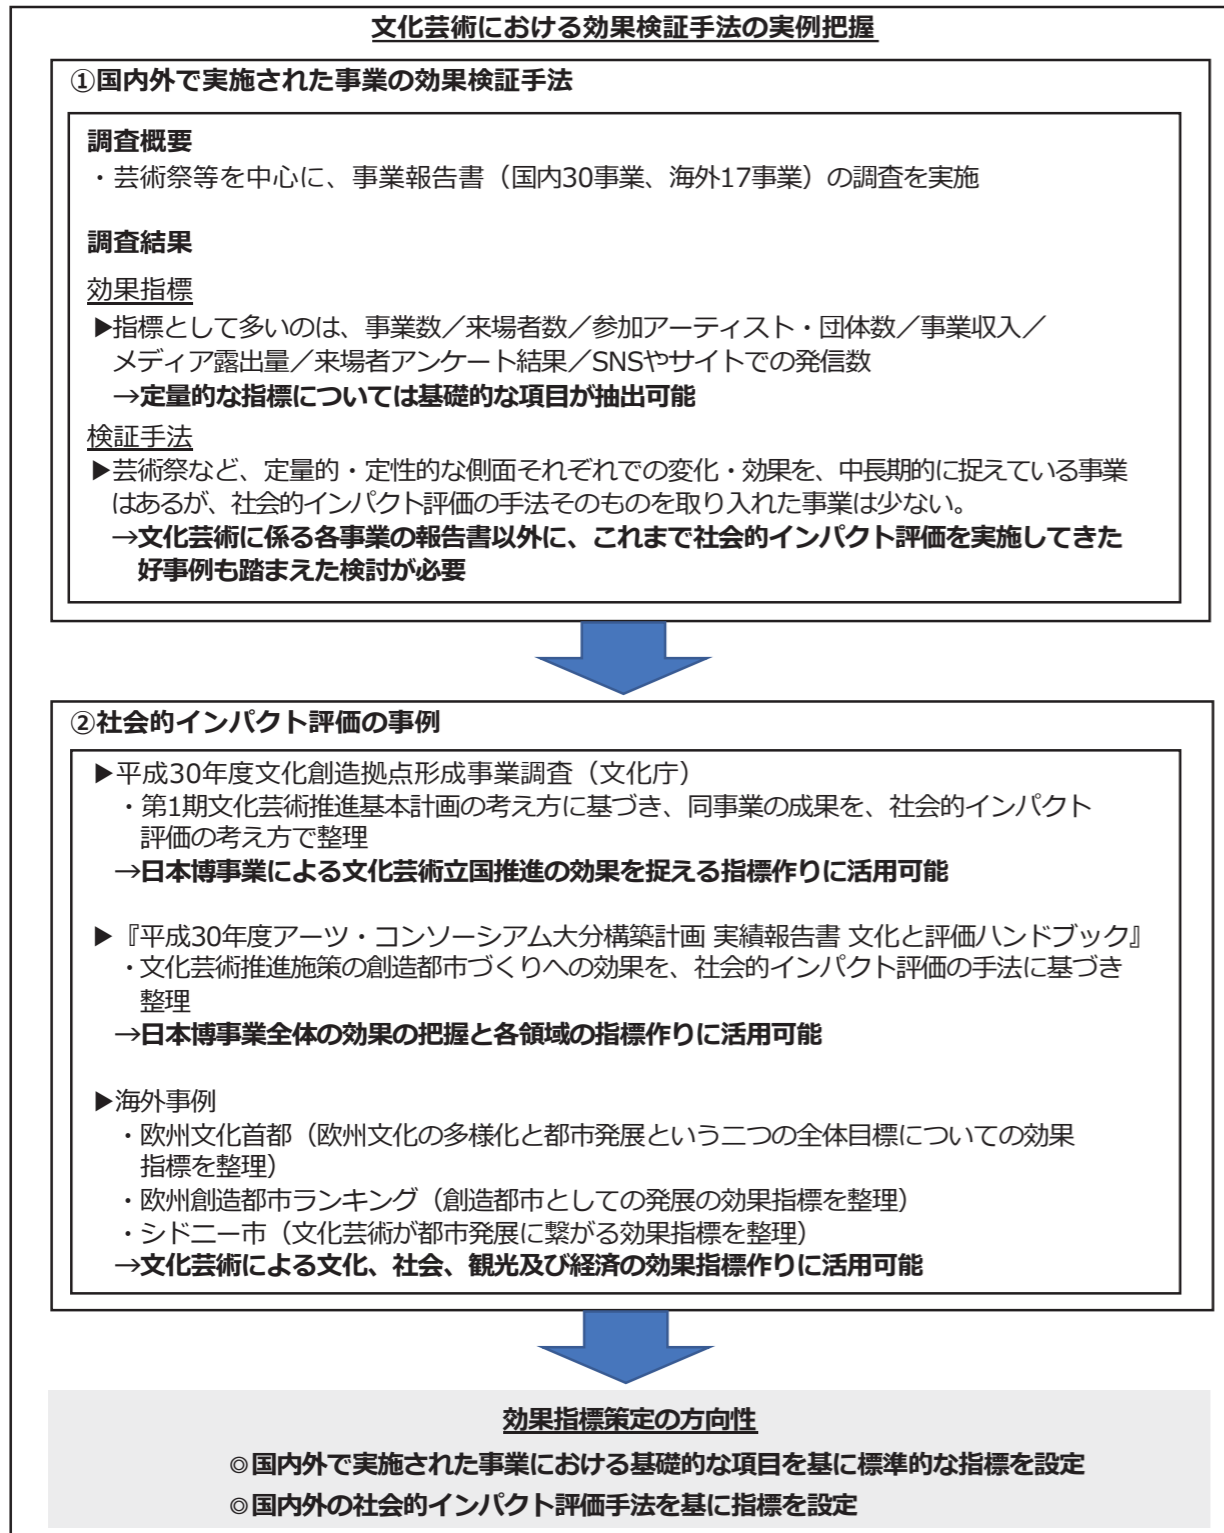 文化芸術における効果検証手法の実例把握
①国内外で実施された事業の効果検証手法
調査概要
・芸術祭等を中心に、事業報告書（国内30事業、海外17事業）の調査を実施
調査結果
効果指標
▶指標として多いのは、事業数／来場者数／参加アーティスト・団体数／事業収入／
メディア露出量／来場者アンケート結果／SNSやサイトでの発信数
→定量的な指標については基礎的な項目が抽出可能
検証手法
▶芸術祭など、定量的・定性的な側面それぞれでの変化・効果を、中長期的に捉えている事業
はあるが、社会的インパクト評価の手法そのものを取り入れた事業は少ない。
→文化芸術に係る各事業の報告書以外に、これまで社会的インパクト評価を実施してきた
好事例も踏まえた検討が必要
②社会的インパクト評価の事例
▶平成30年度文化創造拠点形成事業調査（文化庁）
・第1期文化芸術推進基本計画の考え方に基づき、同事業の成果を、社会的インパクト
評価の考え方で整理
→日本博事業による文化芸術立国推進の効果を捉える指標作りに活用可能
▶『平成30年度アーツ・コンソーシアム大分構築計画 実績報告書 文化と評価ハンドブック』
・文化芸術推進施策の創造都市づくりへの効果を、社会的インパクト評価の手法に基づき
整理
→日本博事業全体の効果の把握と各領域の指標作りに活用可能
▶海外事例
・欧州文化首都（欧州文化の多様化と都市発展という二つの全体目標についての効果
指標を整理）
・欧州創造都市ランキング（創造都市としての発展の効果指標を整理）
・シドニー市（文化芸術が都市発展に繋がる効果指標を整理）
→文化芸術による文化、社会、観光及び経済の効果指標作りに活用可能
効果指標策定の方向性
◎国内外で実施された事業における基礎的な項目を基に標準的な指標を設定
◎国内外の社会的インパクト評価手法を基に指標を設定